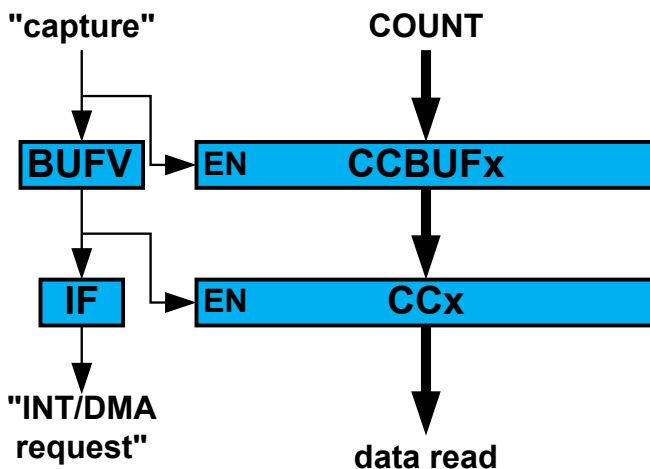 "capture" COUNT
BUFV EN CCBUFx
IF EN CCx
"INT/DMA
request"
data read